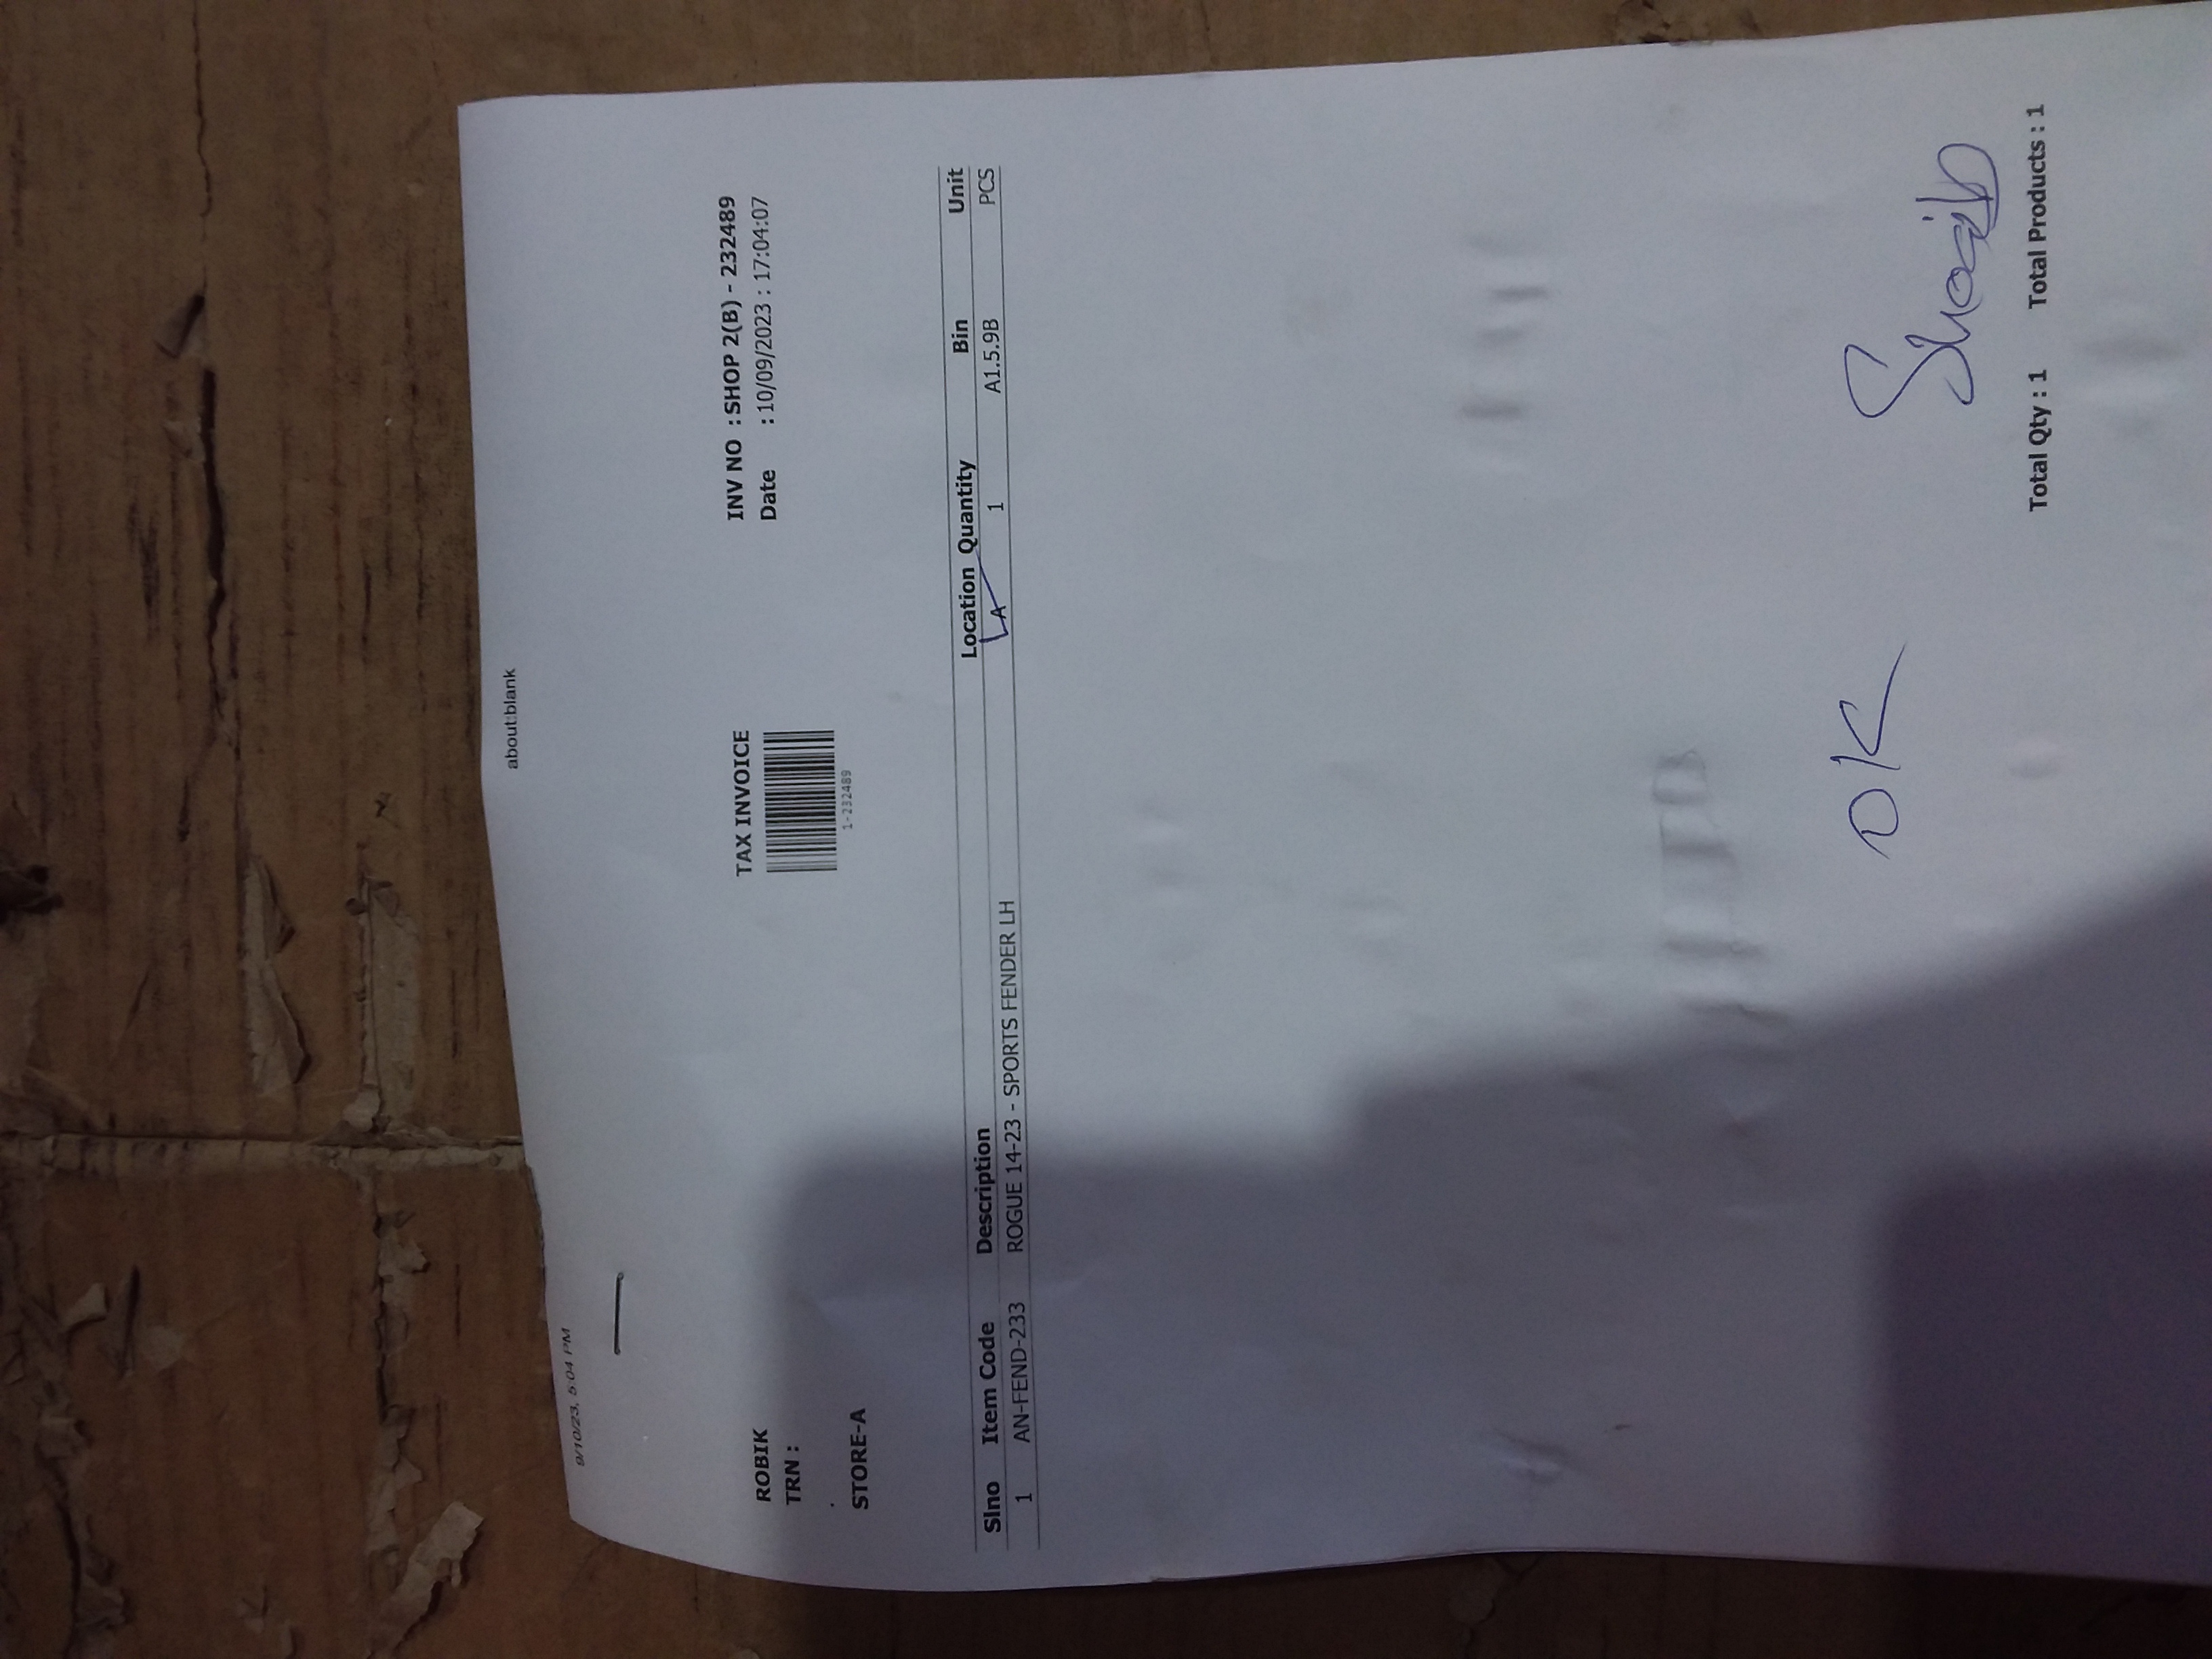 9/10/23, 5:04 PM about:blank
ROBIK TAX INVOICE INV NO : SHOP 2(B) - 232489
TRN : Date : 10/09/2023 : 17:04:07
.
1-232489
STORE-A
Slno Item Code Description Location Quantity Bin Unit
1 AN-FEND-233 ROGUE 14-23 - SPORTS FENDER LH A 1 A1.5.9B PCS
OK Shoaib
Total Qty : 1 Total Products : 1